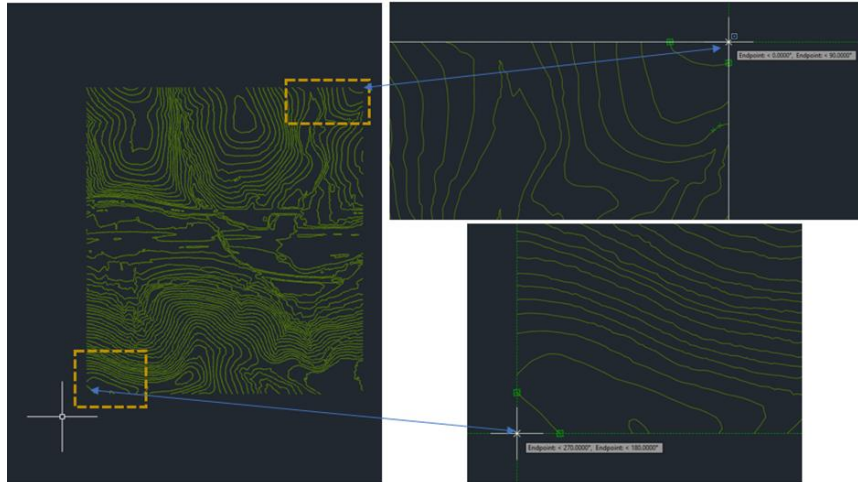 Endpoint: < 0.0000°, Endpoint: < 90.0000°
Endpoint: < 270.0000°, Endpoint: < 180.0000°